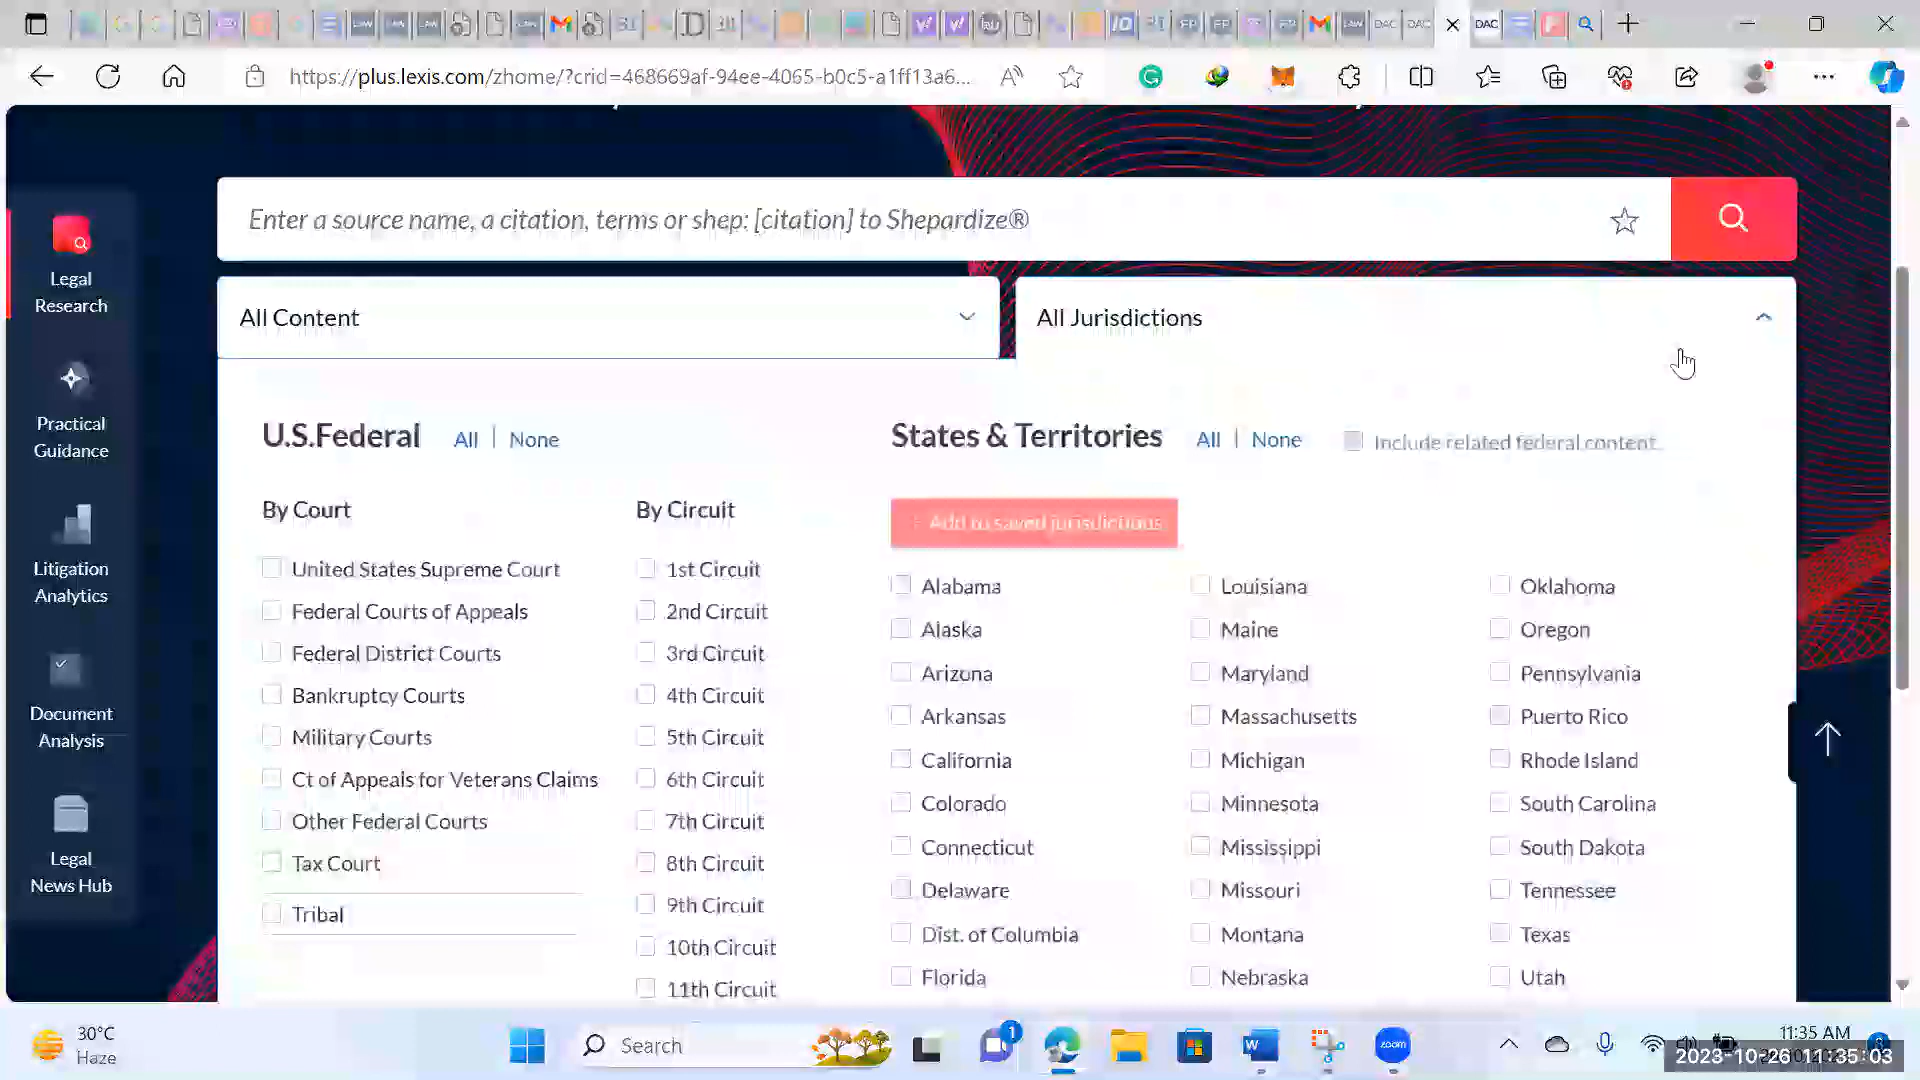 https://plus.lexis.com/zhome/?crid=468669af-94ee-4065-b0c5-a1ff13a6...
Enter a source name, a citation, terms or shep: [citation] to Shepardize®
All Content
All Jurisdictions
Legal
Research
Practical
Guidance
Litigation
Analytics
Document
Analysis
Legal
News Hub
U.S.Federal All | None
By Court
United States Supreme Court
Federal Courts of Appeals
Federal District Courts
Bankruptcy Courts
Military Courts
Ct of Appeals for Veterans Claims
Other Federal Courts
Tax Court
Tribal
By Circuit
1st Circuit
2nd Circuit
3rd Circuit
4th Circuit
5th Circuit
6th Circuit
7th Circuit
8th Circuit
9th Circuit
10th Circuit
11th Circuit
States & Territories All | None Include related federal content.
+ Add to saved jurisdictions
Alabama
Alaska
Arizona
Arkansas
California
Colorado
Connecticut
Delaware
Dist. of Columbia
Florida
Louisiana
Maine
Maryland
Massachusetts
Michigan
Minnesota
Mississippi
Missouri
Montana
Nebraska
Oklahoma
Oregon
Pennsylvania
Puerto Rico
Rhode Island
South Carolina
South Dakota
Tennessee
Texas
Utah
30°C
Haze
Search
1
zoom
11:35 AM
2023-10-26 11:35:03